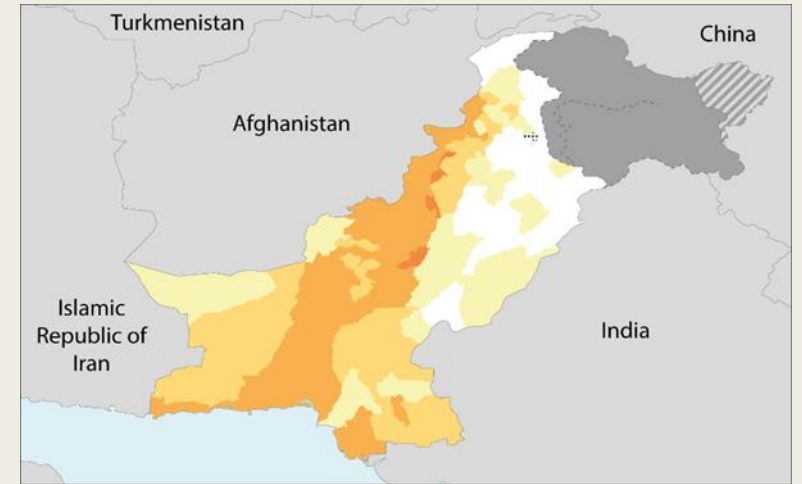 Turkmenistan
China
Afghanistan
Islamic
Republic of
Iran
India